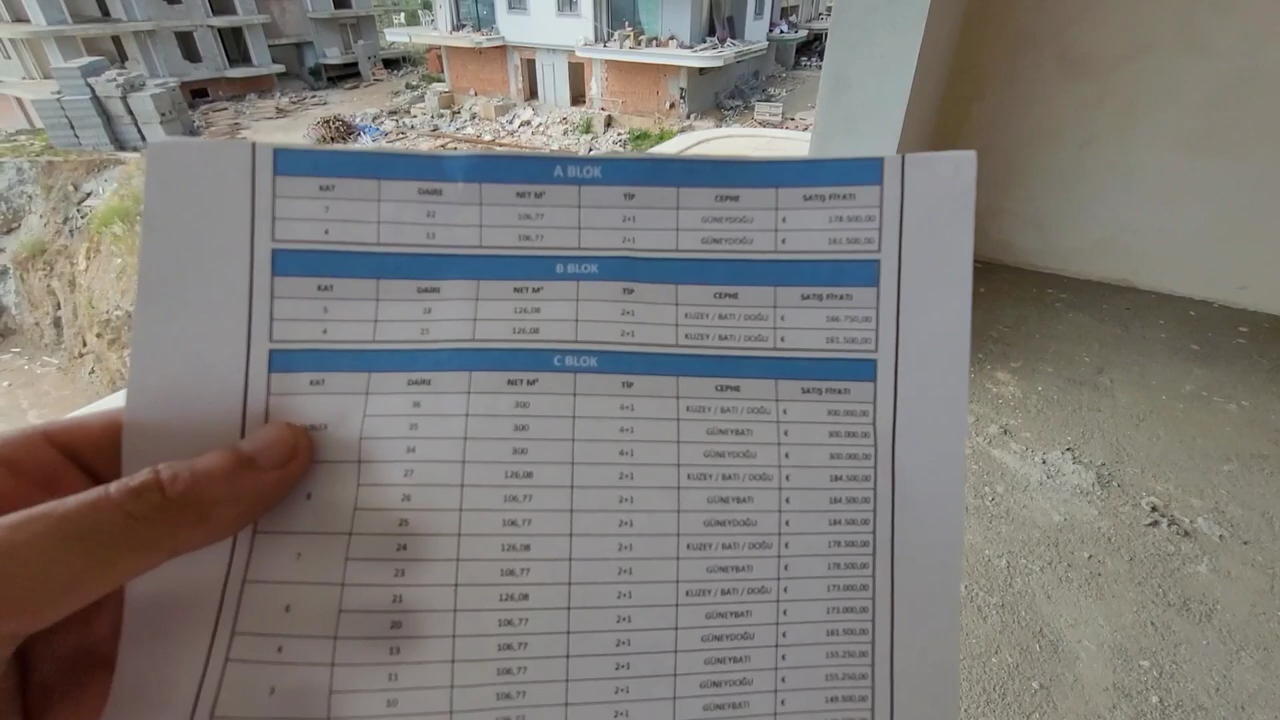 A BLOK
KAT DAİRE NET M² TİP CEPHE SATIŞ FİYATI
7 22 106,77 2+1 GÜNEYDOĞU € 178.500,00
4 13 106,77 2+1 GÜNEYDOĞU € 161.500,00
B BLOK
KAT DAİRE NET M² TİP CEPHE SATIŞ FİYATI
5 18 126,08 2+1 KUZEY / BATI / DOĞU € 166.750,00
4 15 126,08 2+1 KUZEY / BATI / DOĞU € 161.500,00
C BLOK
KAT DAİRE NET M² TİP CEPHE SATIŞ FİYATI
36 300 4+1 KUZEY / BATI / DOĞU € 300.000,00
35 300 4+1 GÜNEYBATI € 300.000,00
34 300 4+1 GÜNEYDOĞU € 300.000,00
8 27 126,08 2+1 KUZEY / BATI / DOĞU € 184.500,00
26 106,77 2+1 GÜNEYBATI € 184.500,00
25 106,77 2+1 GÜNEYDOĞU € 184.500,00
7 24 126,08 2+1 KUZEY / BATI / DOĞU € 178.500,00
23 106,77 2+1 GÜNEYBATI € 178.500,00
6 21 126,08 2+1 KUZEY / BATI / DOĞU € 173.000,00
20 106,77 2+1 GÜNEYBATI € 173.000,00
4 13 106,77 2+1 GÜNEYDOĞU € 161.500,00
3 11 106,77 2+1 GÜNEYBATI € 155.250,00
10 106,77 2+1 GÜNEYDOĞU € 155.250,00
2+1 GÜNEYBATI € 149.500,00